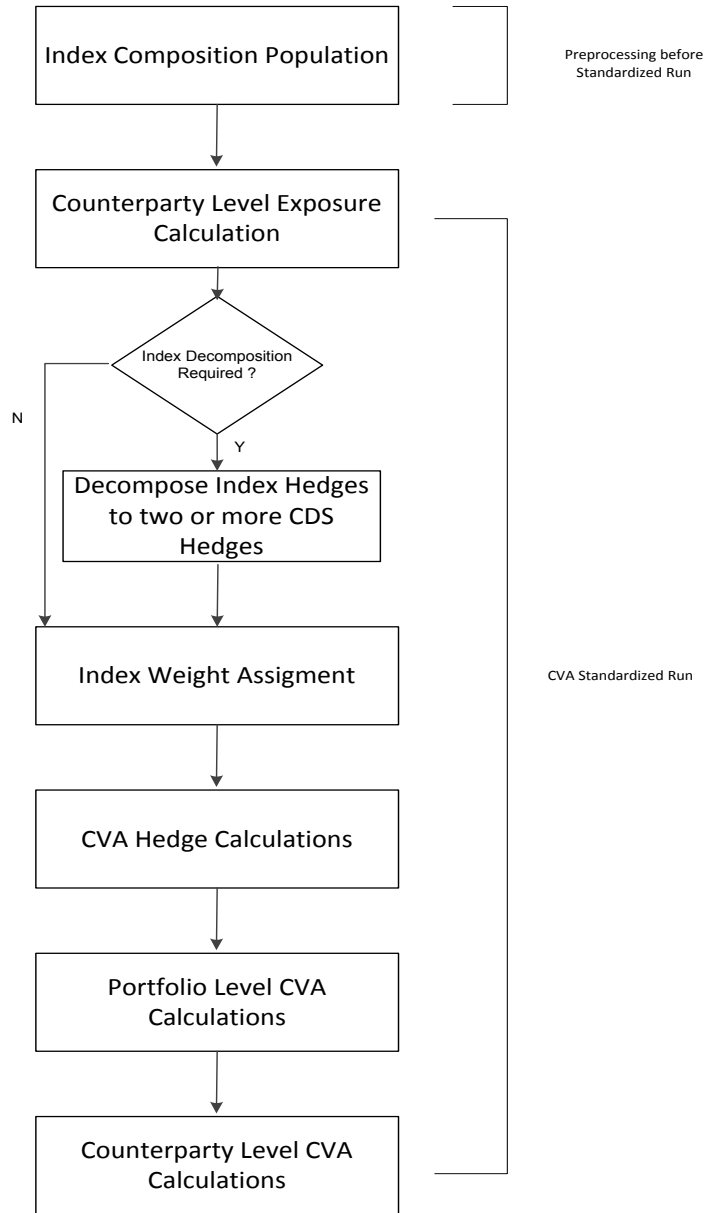 Index Composition Population
Preprocessing before
Standardized Run
Counterparty Level Exposure
Calculation
Index Decomposition
Required ?
N
Y
Decompose Index Hedges
to two or more CDS
Hedges
Index Weight Assigment
CVA Standardized Run
CVA Hedge Calculations
Portfolio Level CVA
Calculations
Counterparty Level CVA
Calculations